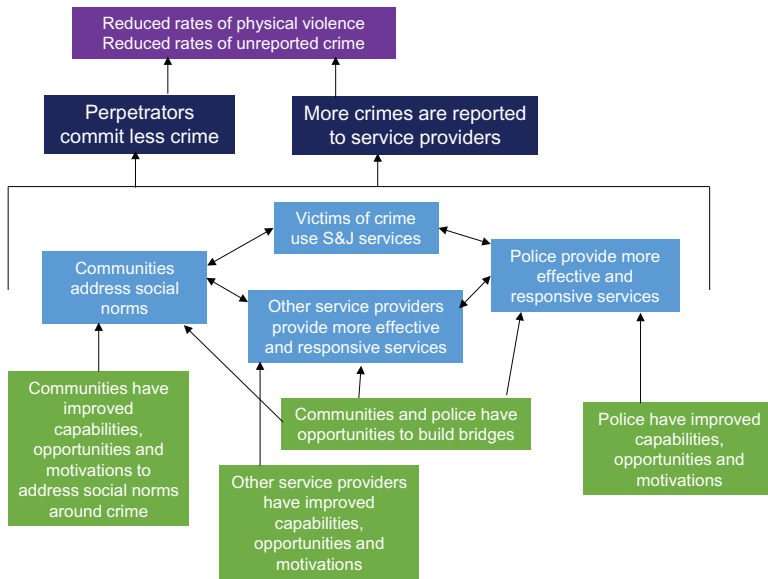 Reduced rates of physical violence
Reduced rates of unreported crime
Perpetrators
commit less crime
More crimes are reported
to service providers
Victims of crime
use S&J services
Communities
address social
norms
Police provide more
effective and
responsive services
Other service providers
provide more effective
and responsive services
Communities have
improved
capabilities,
opportunities and
motivations to
address social norms
around crime
Communities and police have
opportunities to build bridges
Police have improved
capabilities,
opportunities and
motivations
Other service providers
have improved
capabilities,
opportunities and
motivations